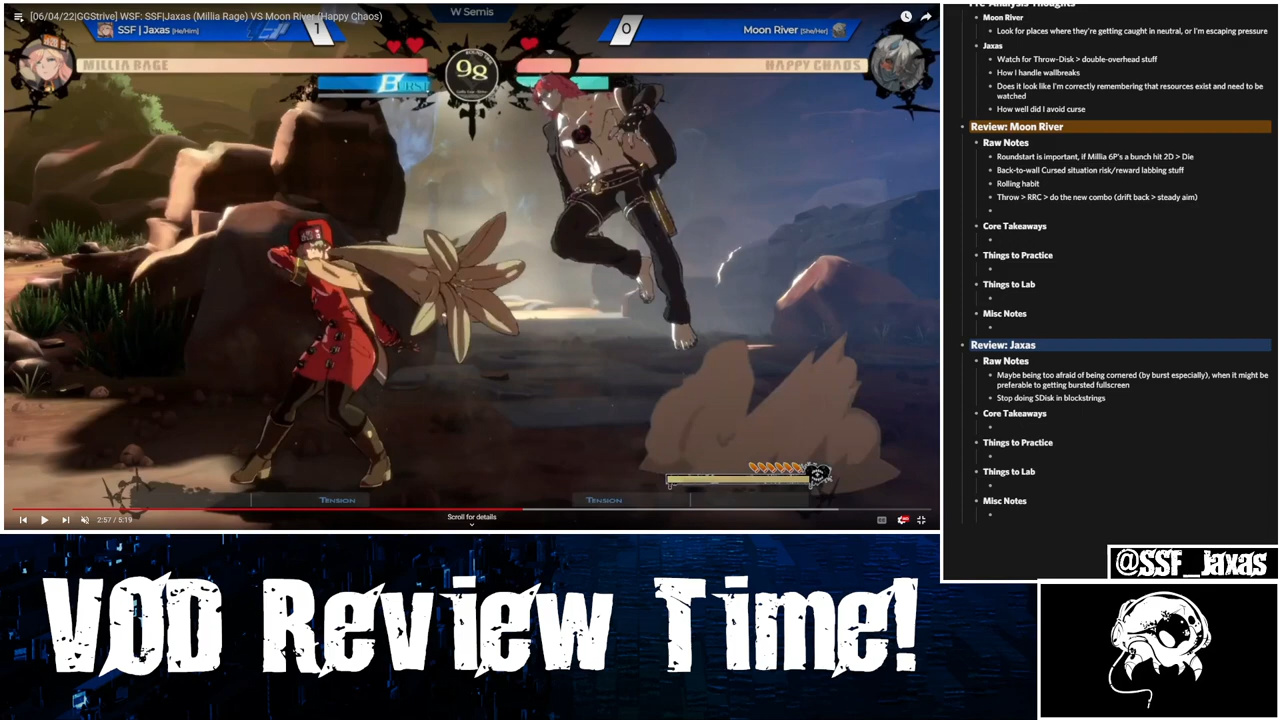 [06/04/22|GGStrive] WSF: SSF|Jaxas (Millia Rage) VS Moon River (Happy Chaos)
W Semis
SSF | Jaxas [He/Him]
1
0
Moon River [She/Her]
MILLIA RAGE
98
HAPPY CHAOS
BURST
TENSION
TENSION
2:57 / 5:19
Scroll for details
Pre-Analysis Thoughts
Moon River
Look for places where they're getting caught in neutral, or I'm escaping pressure
Jaxas
Watch for Throw-Disk > double-overhead stuff
How I handle wallbreaks
Does it look like I'm correctly remembering that resources exist and need to be
watched
How well did I avoid curse
Review: Moon River
Raw Notes
Roundstart is important, if Millia 6P's a bunch hit 2D > Die
Back-to-wall Cursed situation risk/reward labbing stuff
Rolling habit
Throw > RRC > do the new combo (drift back > steady aim)
Core Takeaways
Things to Practice
Things to Lab
Misc Notes
Review: Jaxas
Raw Notes
Maybe being too afraid of being cornered (by burst especially), when it might be
preferable to getting bursted fullscreen
Stop doing SDisk in blockstrings
Core Takeaways
Things to Practice
Things to Lab
Misc Notes
@SSF_Jaxas
VOD Review Time!